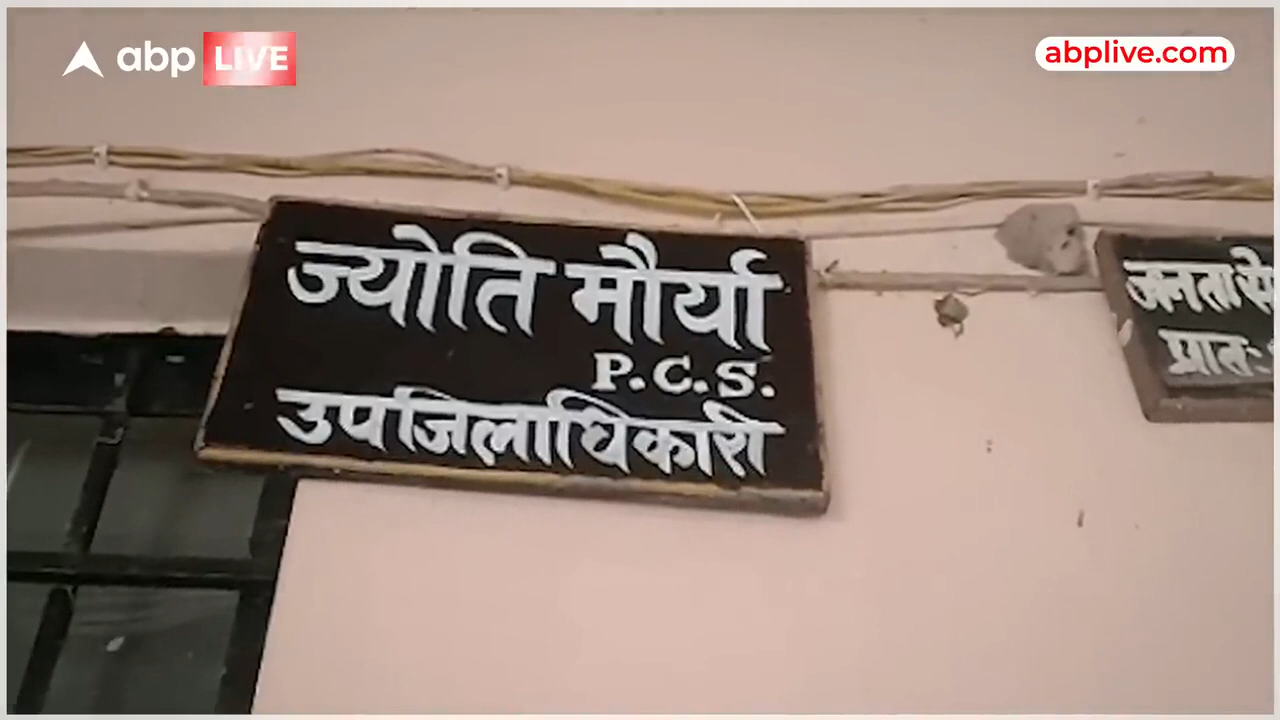 abp LIVE
abplive.com
ज्योति मौर्या
P.C.S.
उपजिलाधिकारी
प्रातः